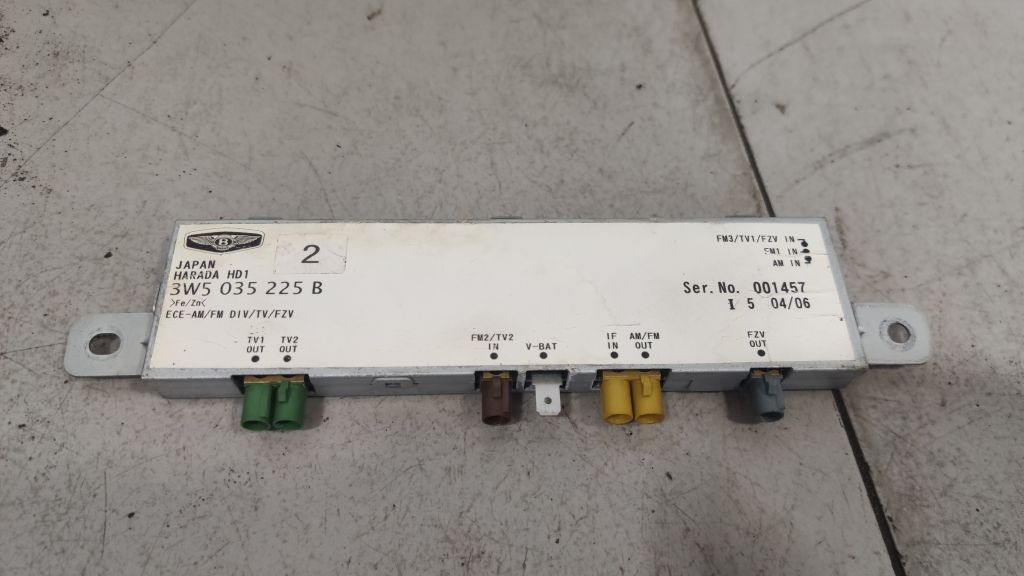 B
2
JAPAN
HARADA HD1
3W5 035 225 B
>Fe/Zn<
ECE-AM/FM DIV/TV/FZV
FM3/TV1/FZV IN
FM1 IN
AM IN
Ser.No. 001457
I 5 04/06
TV1 OUT
TV2 OUT
FM2/TV2 IN
V-BAT
IF IN
AM/FM OUT
FZV OUT